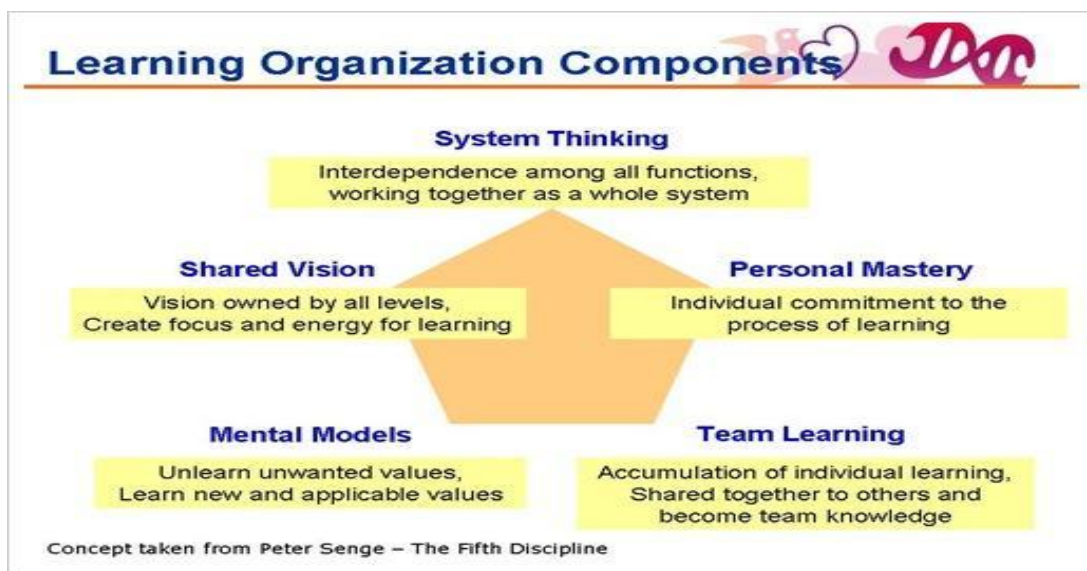 Learning Organization Components
System Thinking
Interdependence among all functions,
working together as a whole system
Shared Vision
Vision owned by all levels,
Create focus and energy for learning
Personal Mastery
Individual commitment to the
process of learning
Mental Models
Unlearn unwanted values,
Learn new and applicable values
Team Learning
Accumulation of individual learning,
Shared together to others and
become team knowledge
Concept taken from Peter Senge – The Fifth Discipline